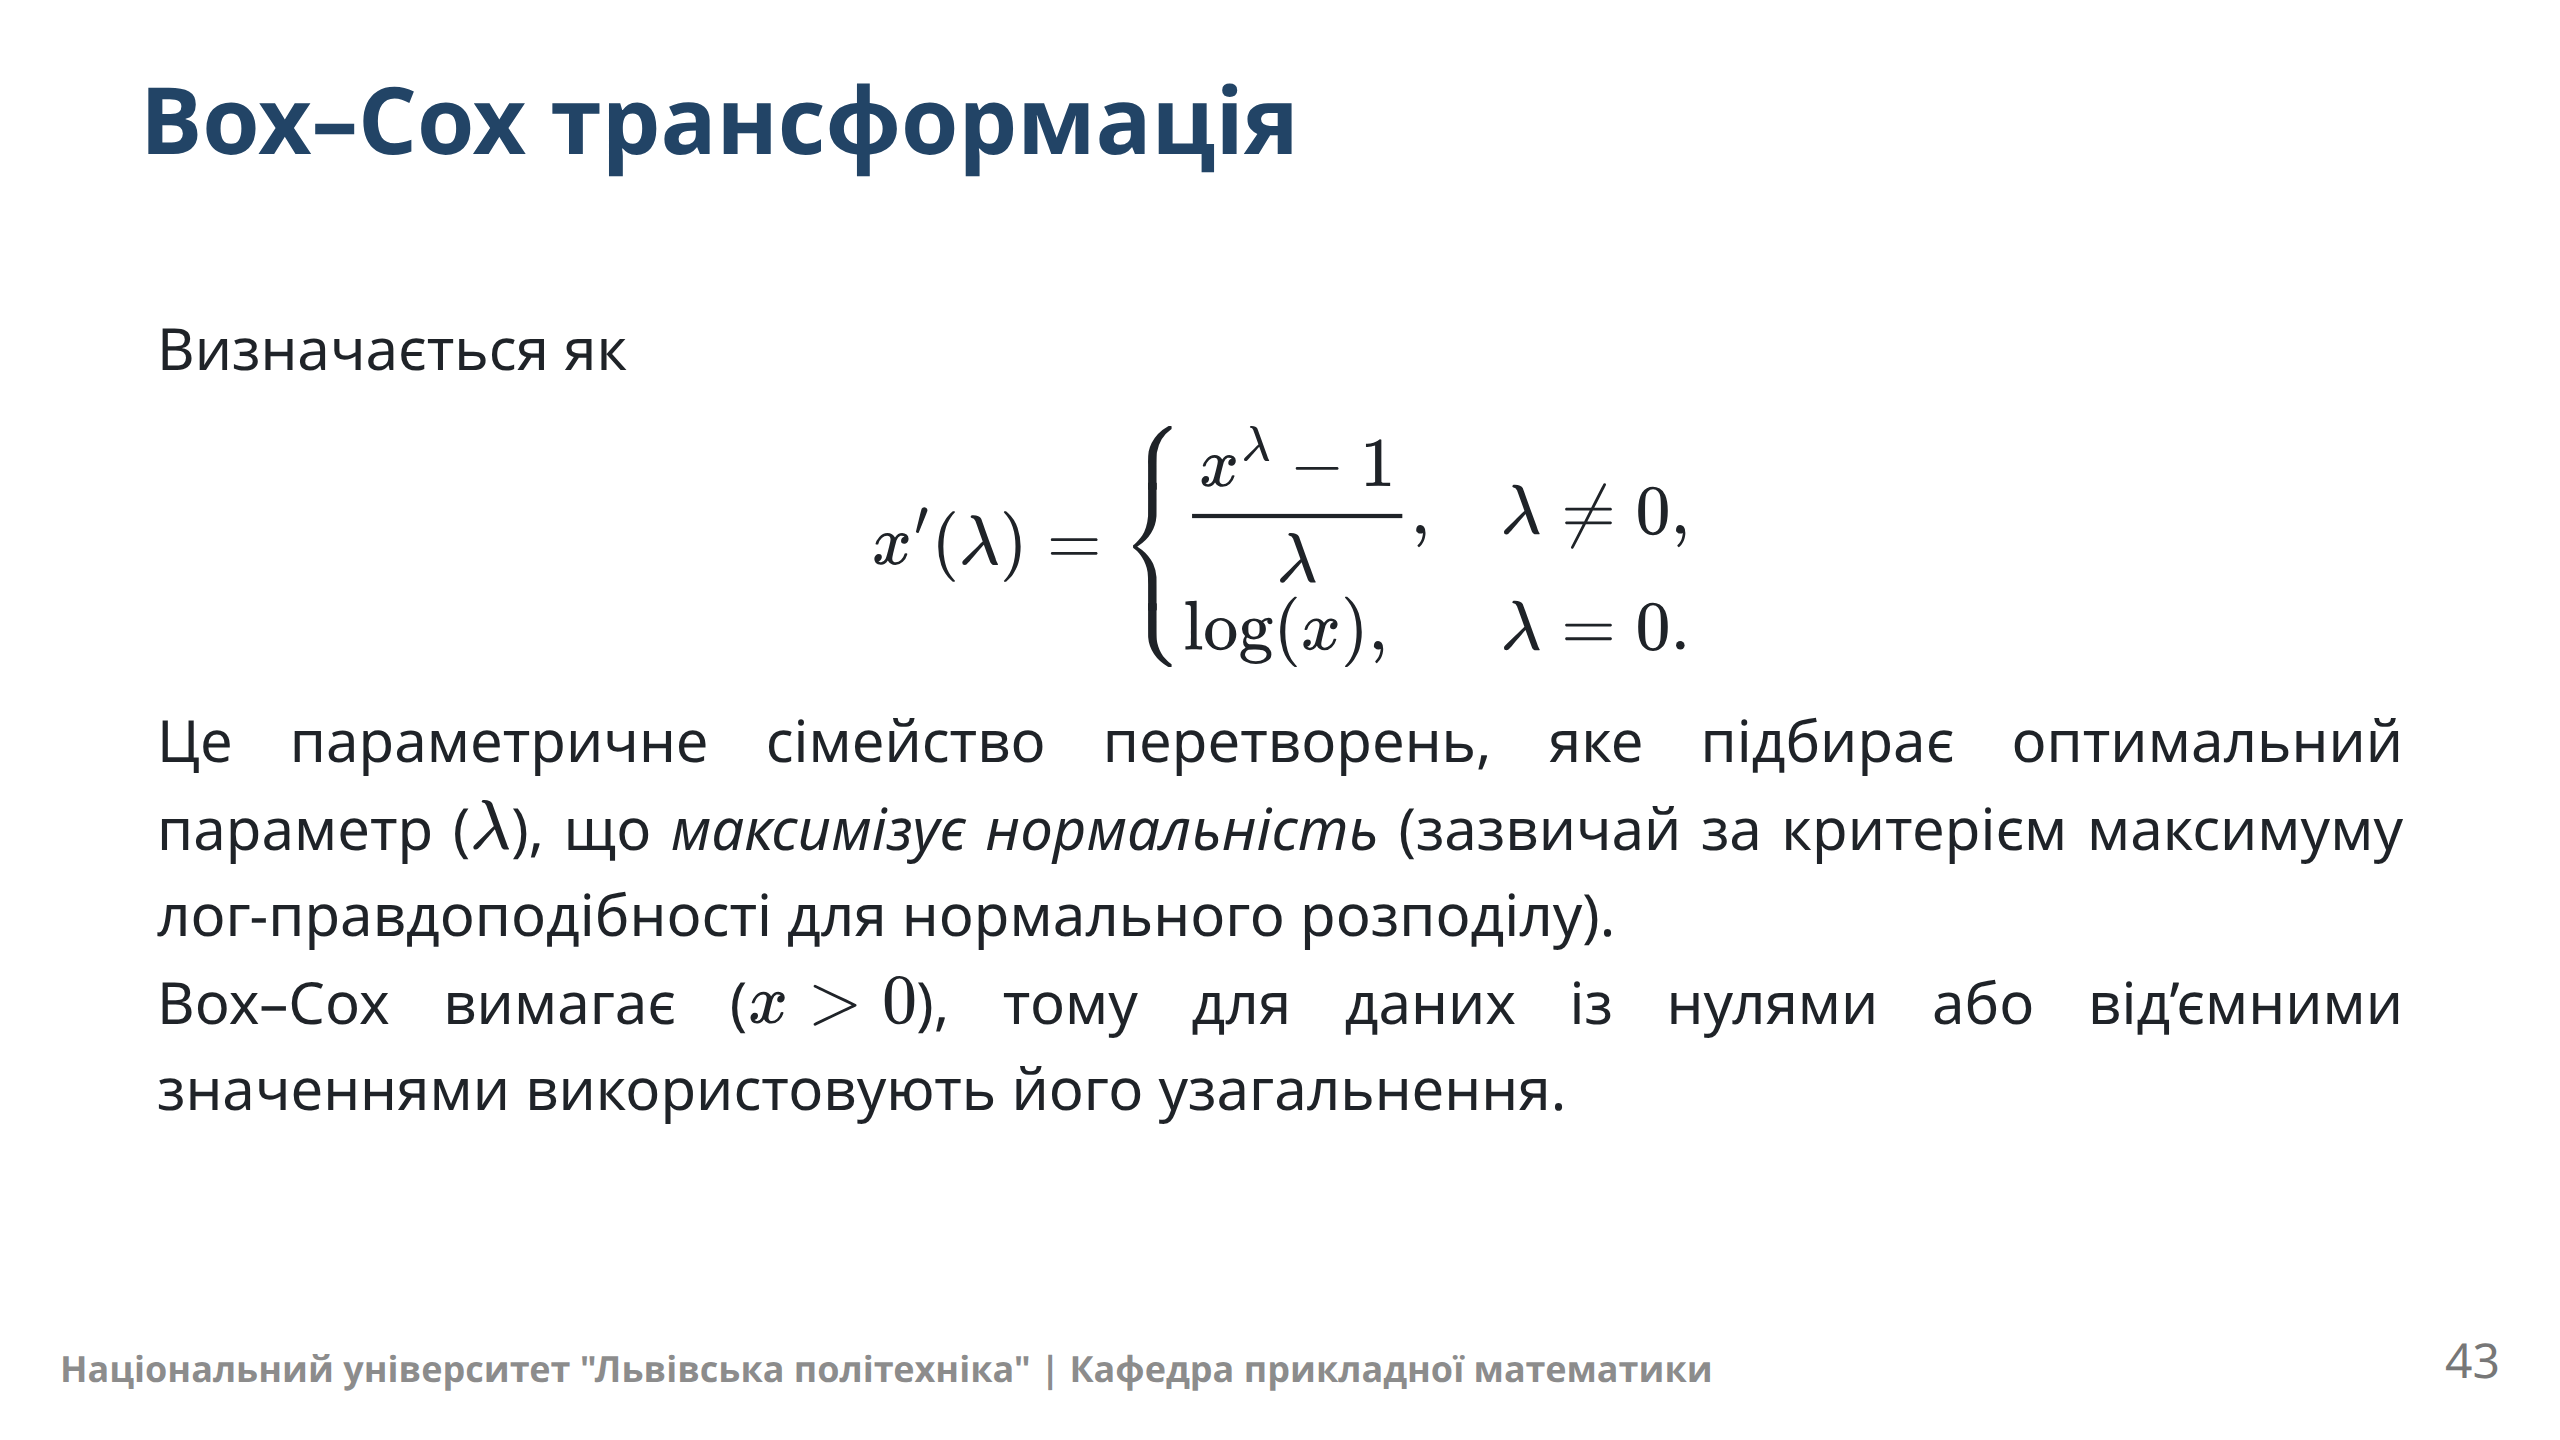 Box–Cox трансформація
Визначається як
x′(λ) = { (x^λ − 1)/λ, λ ≠ 0,
log(x), λ = 0.
Це параметричне сімейство перетворень, яке підбирає оптимальний
параметр (λ), що максимізує нормальність (зазвичай за критерієм максимуму
лог-правдоподібності для нормального розподілу).
Box–Cox вимагає (x > 0), тому для даних із нулями або від’ємними
значеннями використовують його узагальнення.
Національний університет "Львівська політехніка" | Кафедра прикладної математики
43